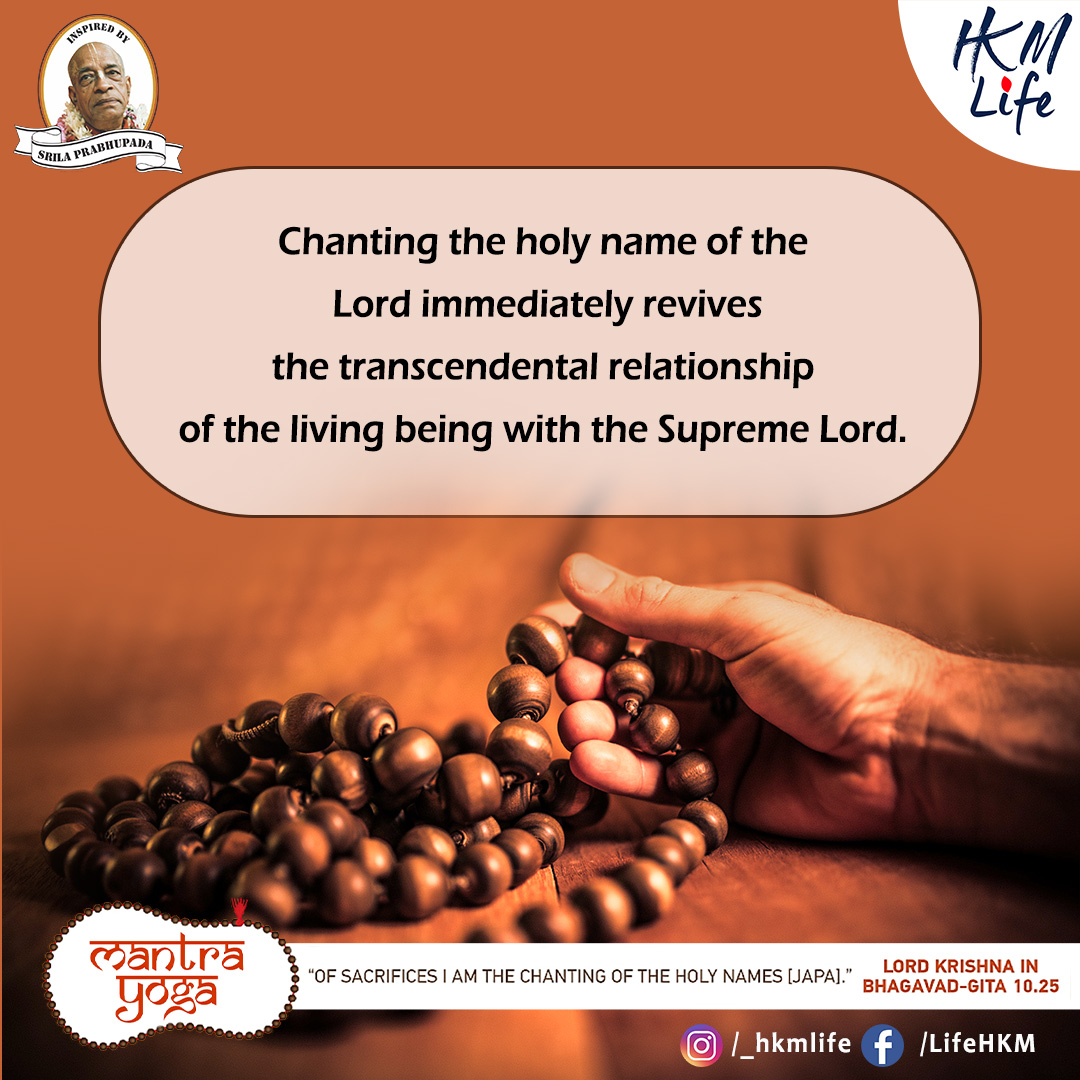 INSPIRED BY
SRILA PRABHUPADA
HKM
Life
Chanting the holy name of the
Lord immediately revives
the transcendental relationship
of the living being with the Supreme Lord.
mantra
yoga
“OF SACRIFICES I AM THE CHANTING OF THE HOLY NAMES [JAPA].”
LORD KRISHNA IN
BHAGAVAD-GITA 10.25
/_hkmlife
/LifeHKM